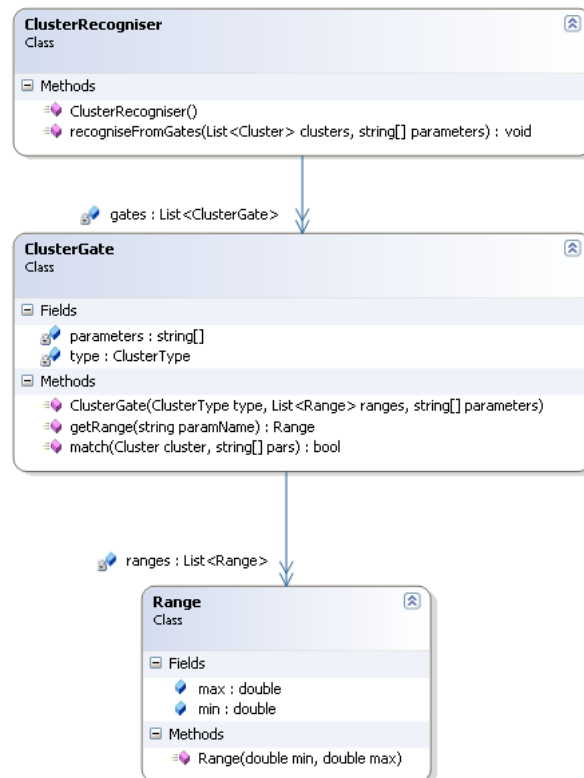 ClusterRecogniser
Class
Methods
ClusterRecogniser()
recogniseFromGates(List<Cluster> clusters, string[] parameters) : void
gates : List<ClusterGate>
ClusterGate
Class
Fields
parameters : string[]
type : ClusterType
Methods
ClusterGate(ClusterType type, List<Range> ranges, string[] parameters)
getRange(string paramName) : Range
match(Cluster cluster, string[] pars) : bool
ranges : List<Range>
Range
Class
Fields
max : double
min : double
Methods
Range(double min, double max)